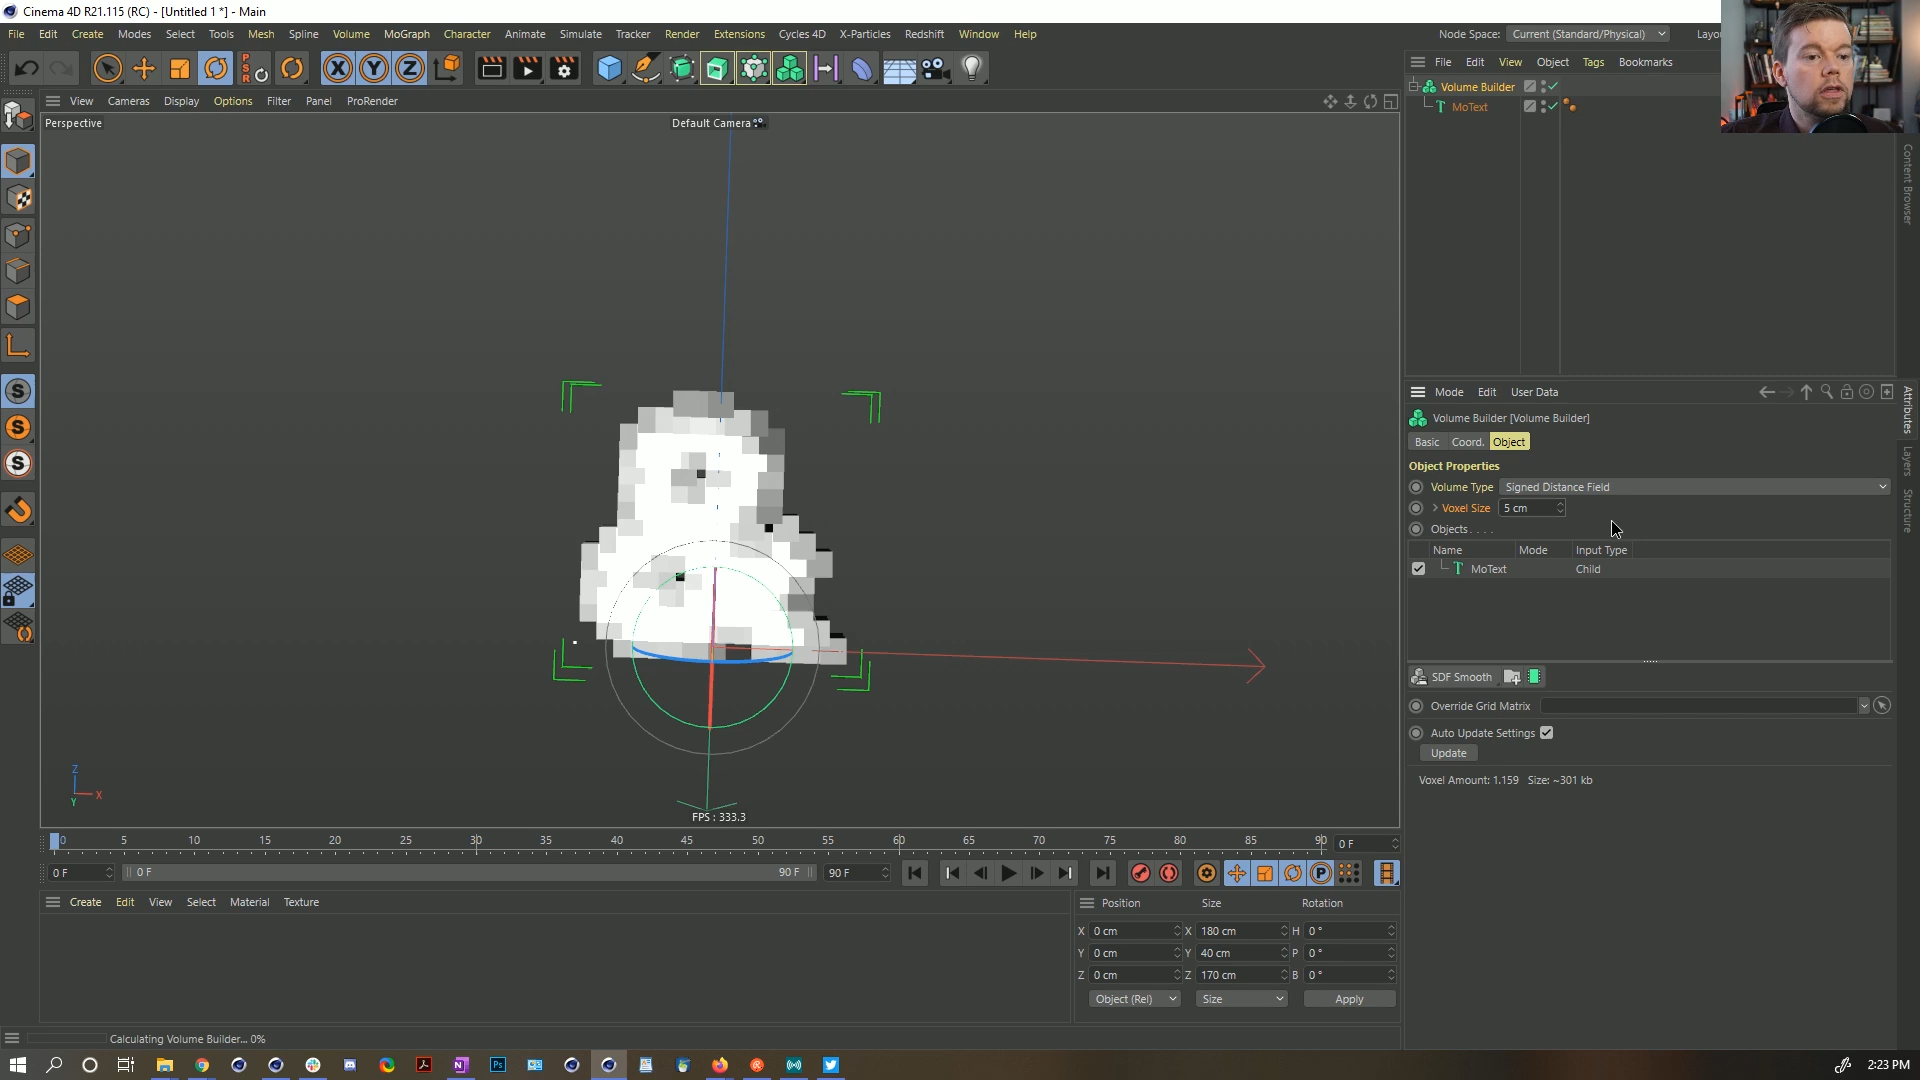 Cinema 4D R21.115 (RC) - [Untitled 1 *] - Main
File Edit Create Modes Select Tools Mesh Spline Volume MoGraph Character Animate Simulate Tracker Render Extensions Cycles 4D X-Particles Redshift Window Help
Node Space: Current (Standard/Physical) Layou
PSR
X Y Z
File Edit View Object Tags Bookmarks
Volume Builder
MoText
View Cameras Display Options Filter Panel ProRender
Perspective
Default Camera
Content Browser
Mode Edit User Data
Attributes
Layers
Structure
Volume Builder [Volume Builder]
Basic Coord. Object
Object Properties
Volume Type Signed Distance Field
Voxel Size 5 cm
Objects . . . .
Name Mode Input Type
MoText Child
SDF Smooth
Override Grid Matrix
Auto Update Settings
Update
Voxel Amount: 1.159 Size: ~301 kb
Z
Y X
FPS : 333.3
0 5 10 15 20 25 30 35 40 45 50 55 60 65 70 75 80 85 90 0 F
0 F 0 F 90 F 90 F
Create Edit View Select Material Texture
Position Size Rotation
X 0 cm X 180 cm H 0 °
Y 0 cm Y 40 cm P 0 °
Z 0 cm Z 170 cm B 0 °
Object (Rel) Size Apply
Calculating Volume Builder... 0%
2:23 PM